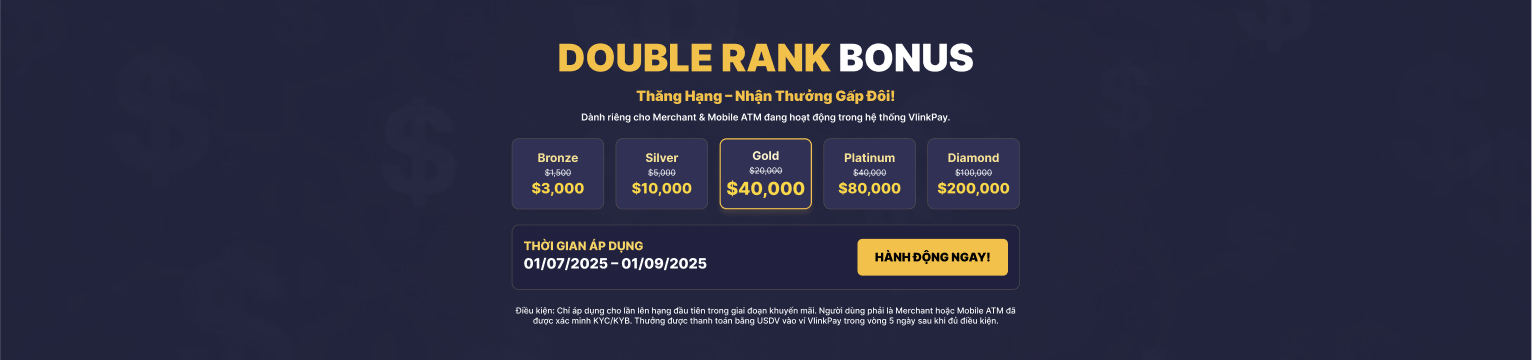 DOUBLE RANK BONUS
Thăng Hạng – Nhận Thưởng Gấp Đôi!
Dành riêng cho Merchant & Mobile ATM đang hoạt động trong hệ thống VlinkPay.
Bronze
$1,500
$3,000
Silver
$5,000
$10,000
Gold
$20,000
$40,000
Platinum
$40,000
$80,000
Diamond
$100,000
$200,000
THỜI GIAN ÁP DỤNG
01/07/2025 – 01/09/2025
HÀNH ĐỘNG NGAY!
Điều kiện: Chỉ áp dụng cho lần lên hạng đầu tiên trong giai đoạn khuyến mãi. Người dùng phải là Merchant hoặc Mobile ATM đã
được xác minh KYC/KYB. Thưởng được thanh toán bằng USDV vào ví VlinkPay trong vòng 5 ngày sau khi đủ điều kiện.